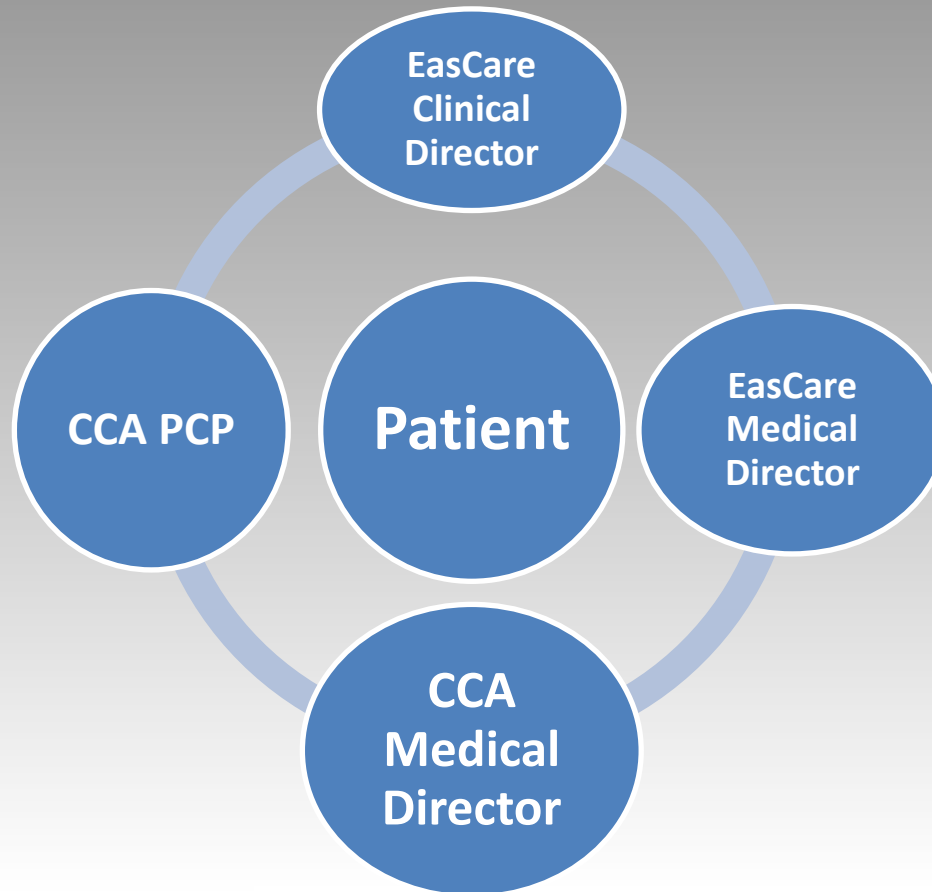 EasCare
Clinical
Director
CCA PCP
Patient
EasCare
Medical
Director
CCA
Medical
Director